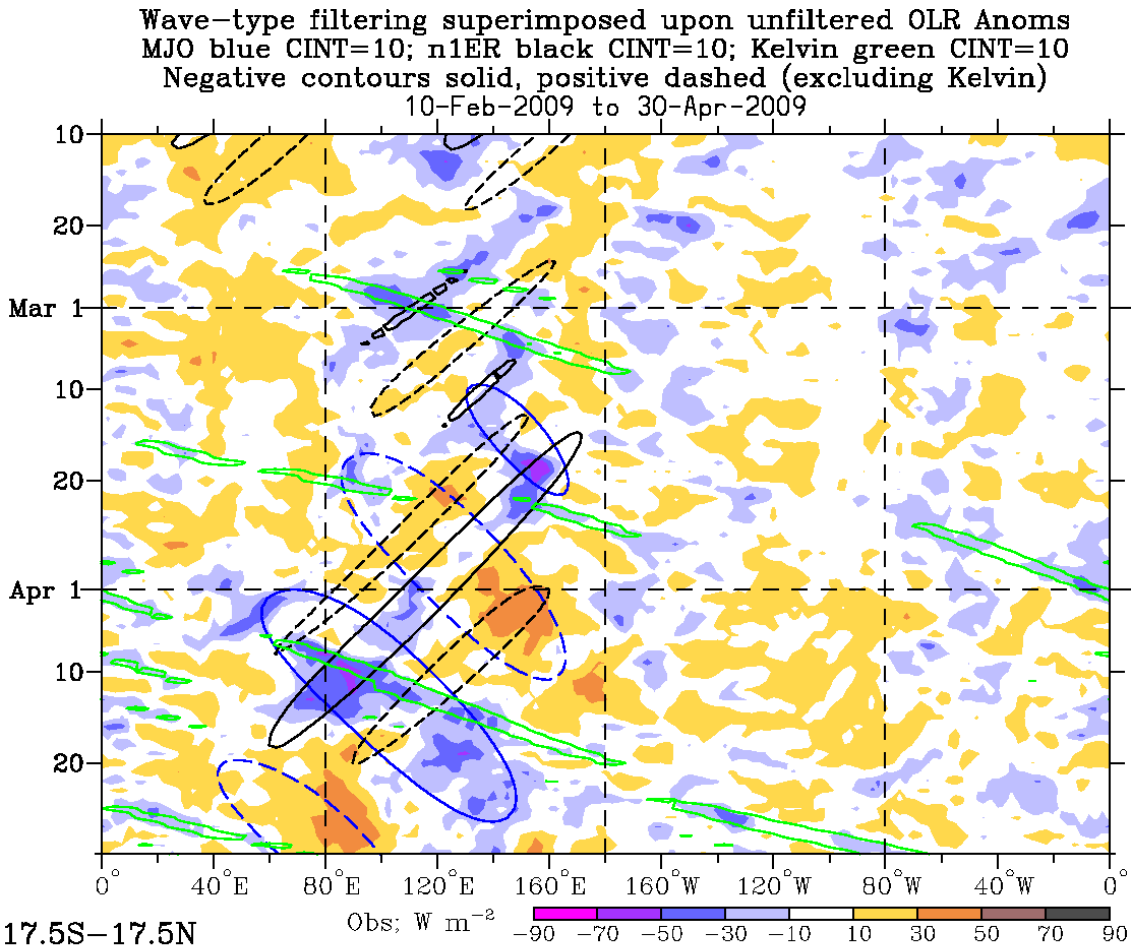 Wave-type filtering superimposed upon unfiltered OLR Anoms
MJO blue CINT=10; n1ER black CINT=10; Kelvin green CINT=10
Negative contours solid, positive dashed (excluding Kelvin)
10-Feb-2009 to 30-Apr-2009
10
20
Mar 1
10
20
Apr 1
10
20
0° 40°E 80°E 120°E 160°E 160°W 120°W 80°W 40°W 0°
17.5S-17.5N
Obs; W m⁻²
-90 -70 -50 -30 -10 10 30 50 70 90